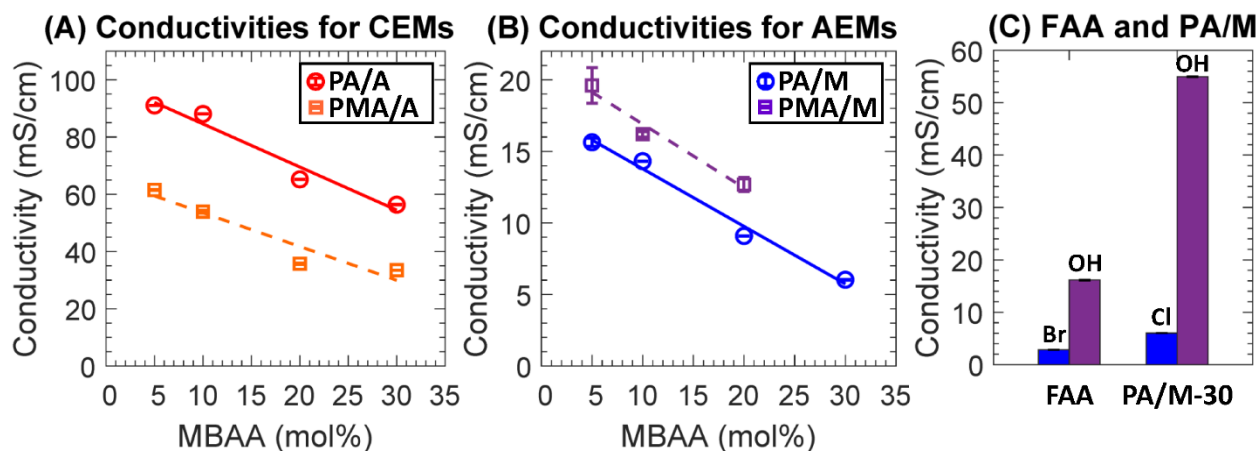 (A) Conductivities for CEMs
Conductivity (mS/cm)
100
80
60
40
20
0
PA/A
PMA/A
0 5 10 15 20 25 30 35
MBAA (mol%)
(B) Conductivities for AEMs
Conductivity (mS/cm)
20
15
10
5
0
PA/M
PMA/M
0 5 10 15 20 25 30 35
MBAA (mol%)
(C) FAA and PA/M
Conductivity (mS/cm)
60
50
40
30
20
10
0
Br
OH
Cl
OH
FAA
PA/M-30